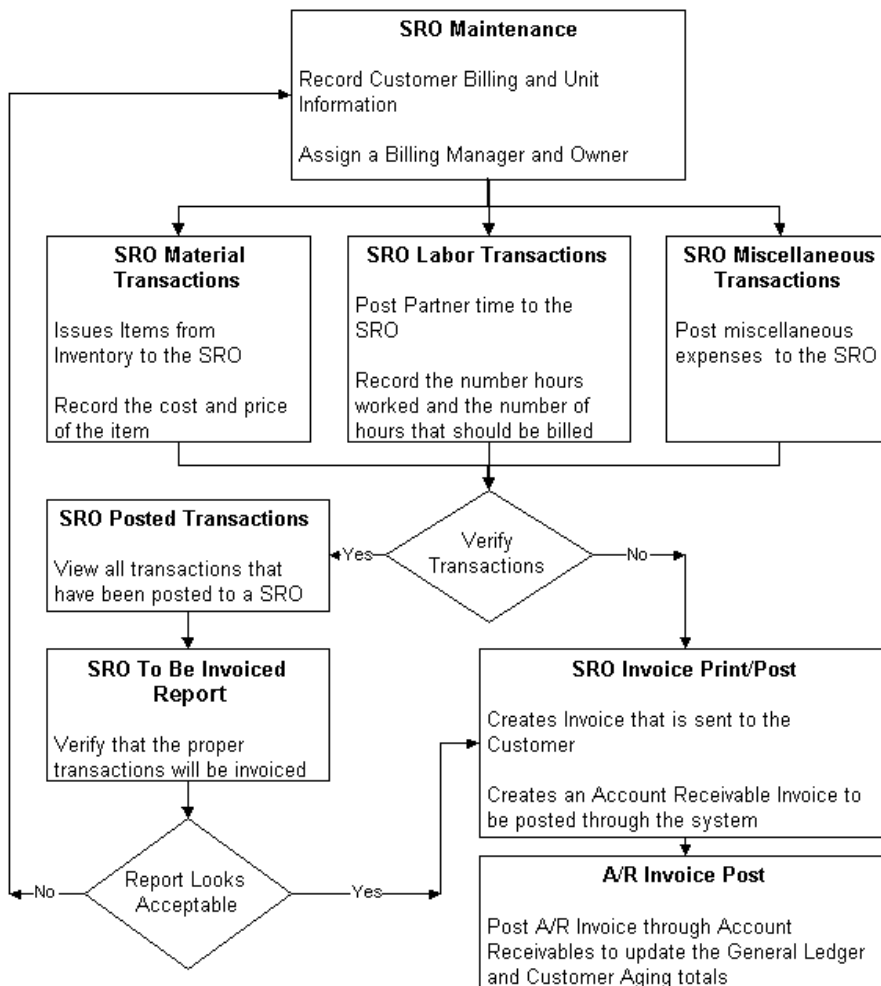 SRO Maintenance
Record Customer Billing and Unit
Information
Assign a Billing Manager and Owner
SRO Material
Transactions
Issues Items from
Inventory to the SRO
Record the cost and price
of the item
SRO Labor Transactions
Post Partner time to the
SRO
Record the number hours
worked and the number of
hours that should be billed
SRO Miscellaneous
Transactions
Post miscellaneous
expenses to the SRO
Verify
Transactions
Yes
No
SRO Posted Transactions
View all transactions that
have been posted to a SRO
SRO To Be Invoiced
Report
Verify that the proper
transactions will be invoiced
Report Looks
Acceptable
No
Yes
SRO Invoice Print/Post
Creates Invoice that is sent to the
Customer
Creates an Account Receivable Invoice to
be posted through the system
A/R Invoice Post
Post A/R Invoice through Account
Receivables to update the General Ledger
and Customer Aging totals